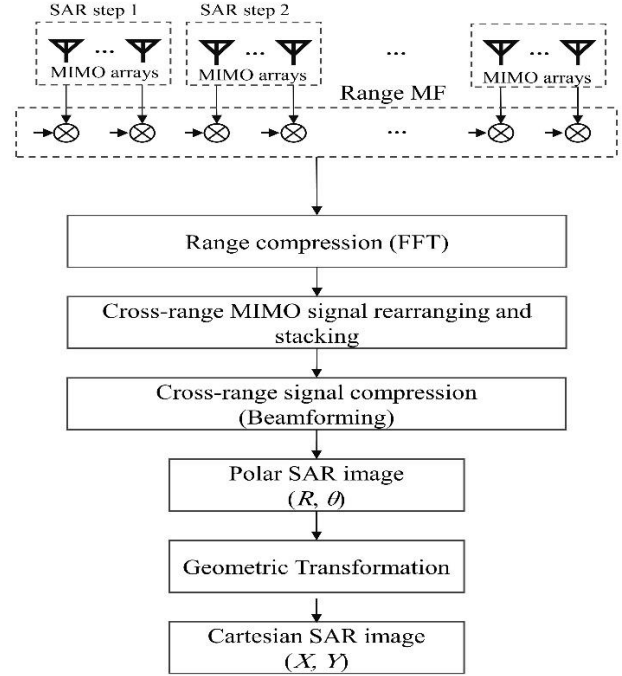 SAR step 1
SAR step 2
... ... ... ...
MIMO arrays
MIMO arrays
MIMO arrays
Range MF
...
Range compression (FFT)
Cross-range MIMO signal rearranging and
stacking
Cross-range signal compression
(Beamforming)
Polar SAR image
(R, θ)
Geometric Transformation
Cartesian SAR image
(X, Y)